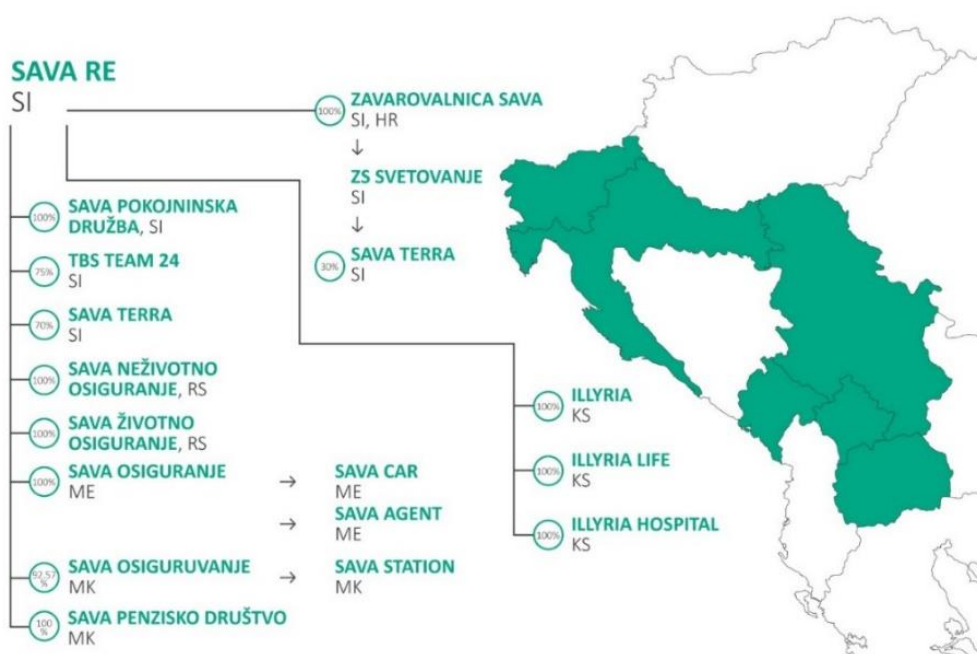 SAVA RE
SI
100%
ZAVAROVALNICA SAVA
SI, HR
↓
ZS SVETOVANJE
SI
↓
30%
SAVA TERRA
SI
100%
SAVA POKOJNINSKA
DRUŽBA, SI
75%
TBS TEAM 24
SI
70%
SAVA TERRA
SI
100%
SAVA NEŽIVOTNO
OSIGURANJE, RS
100%
SAVA ŽIVOTNO
OSIGURANJE, RS
100%
SAVA OSIGURANJE
ME
→
SAVA CAR
ME
→
SAVA AGENT
ME
92,57
%
SAVA OSIGURUVANJE
MK
→
SAVA STATION
MK
100
%
SAVA PENZISKO DRUŠTVO
MK
100%
ILLYRIA
KS
100%
ILLYRIA LIFE
KS
100%
ILLYRIA HOSPITAL
KS